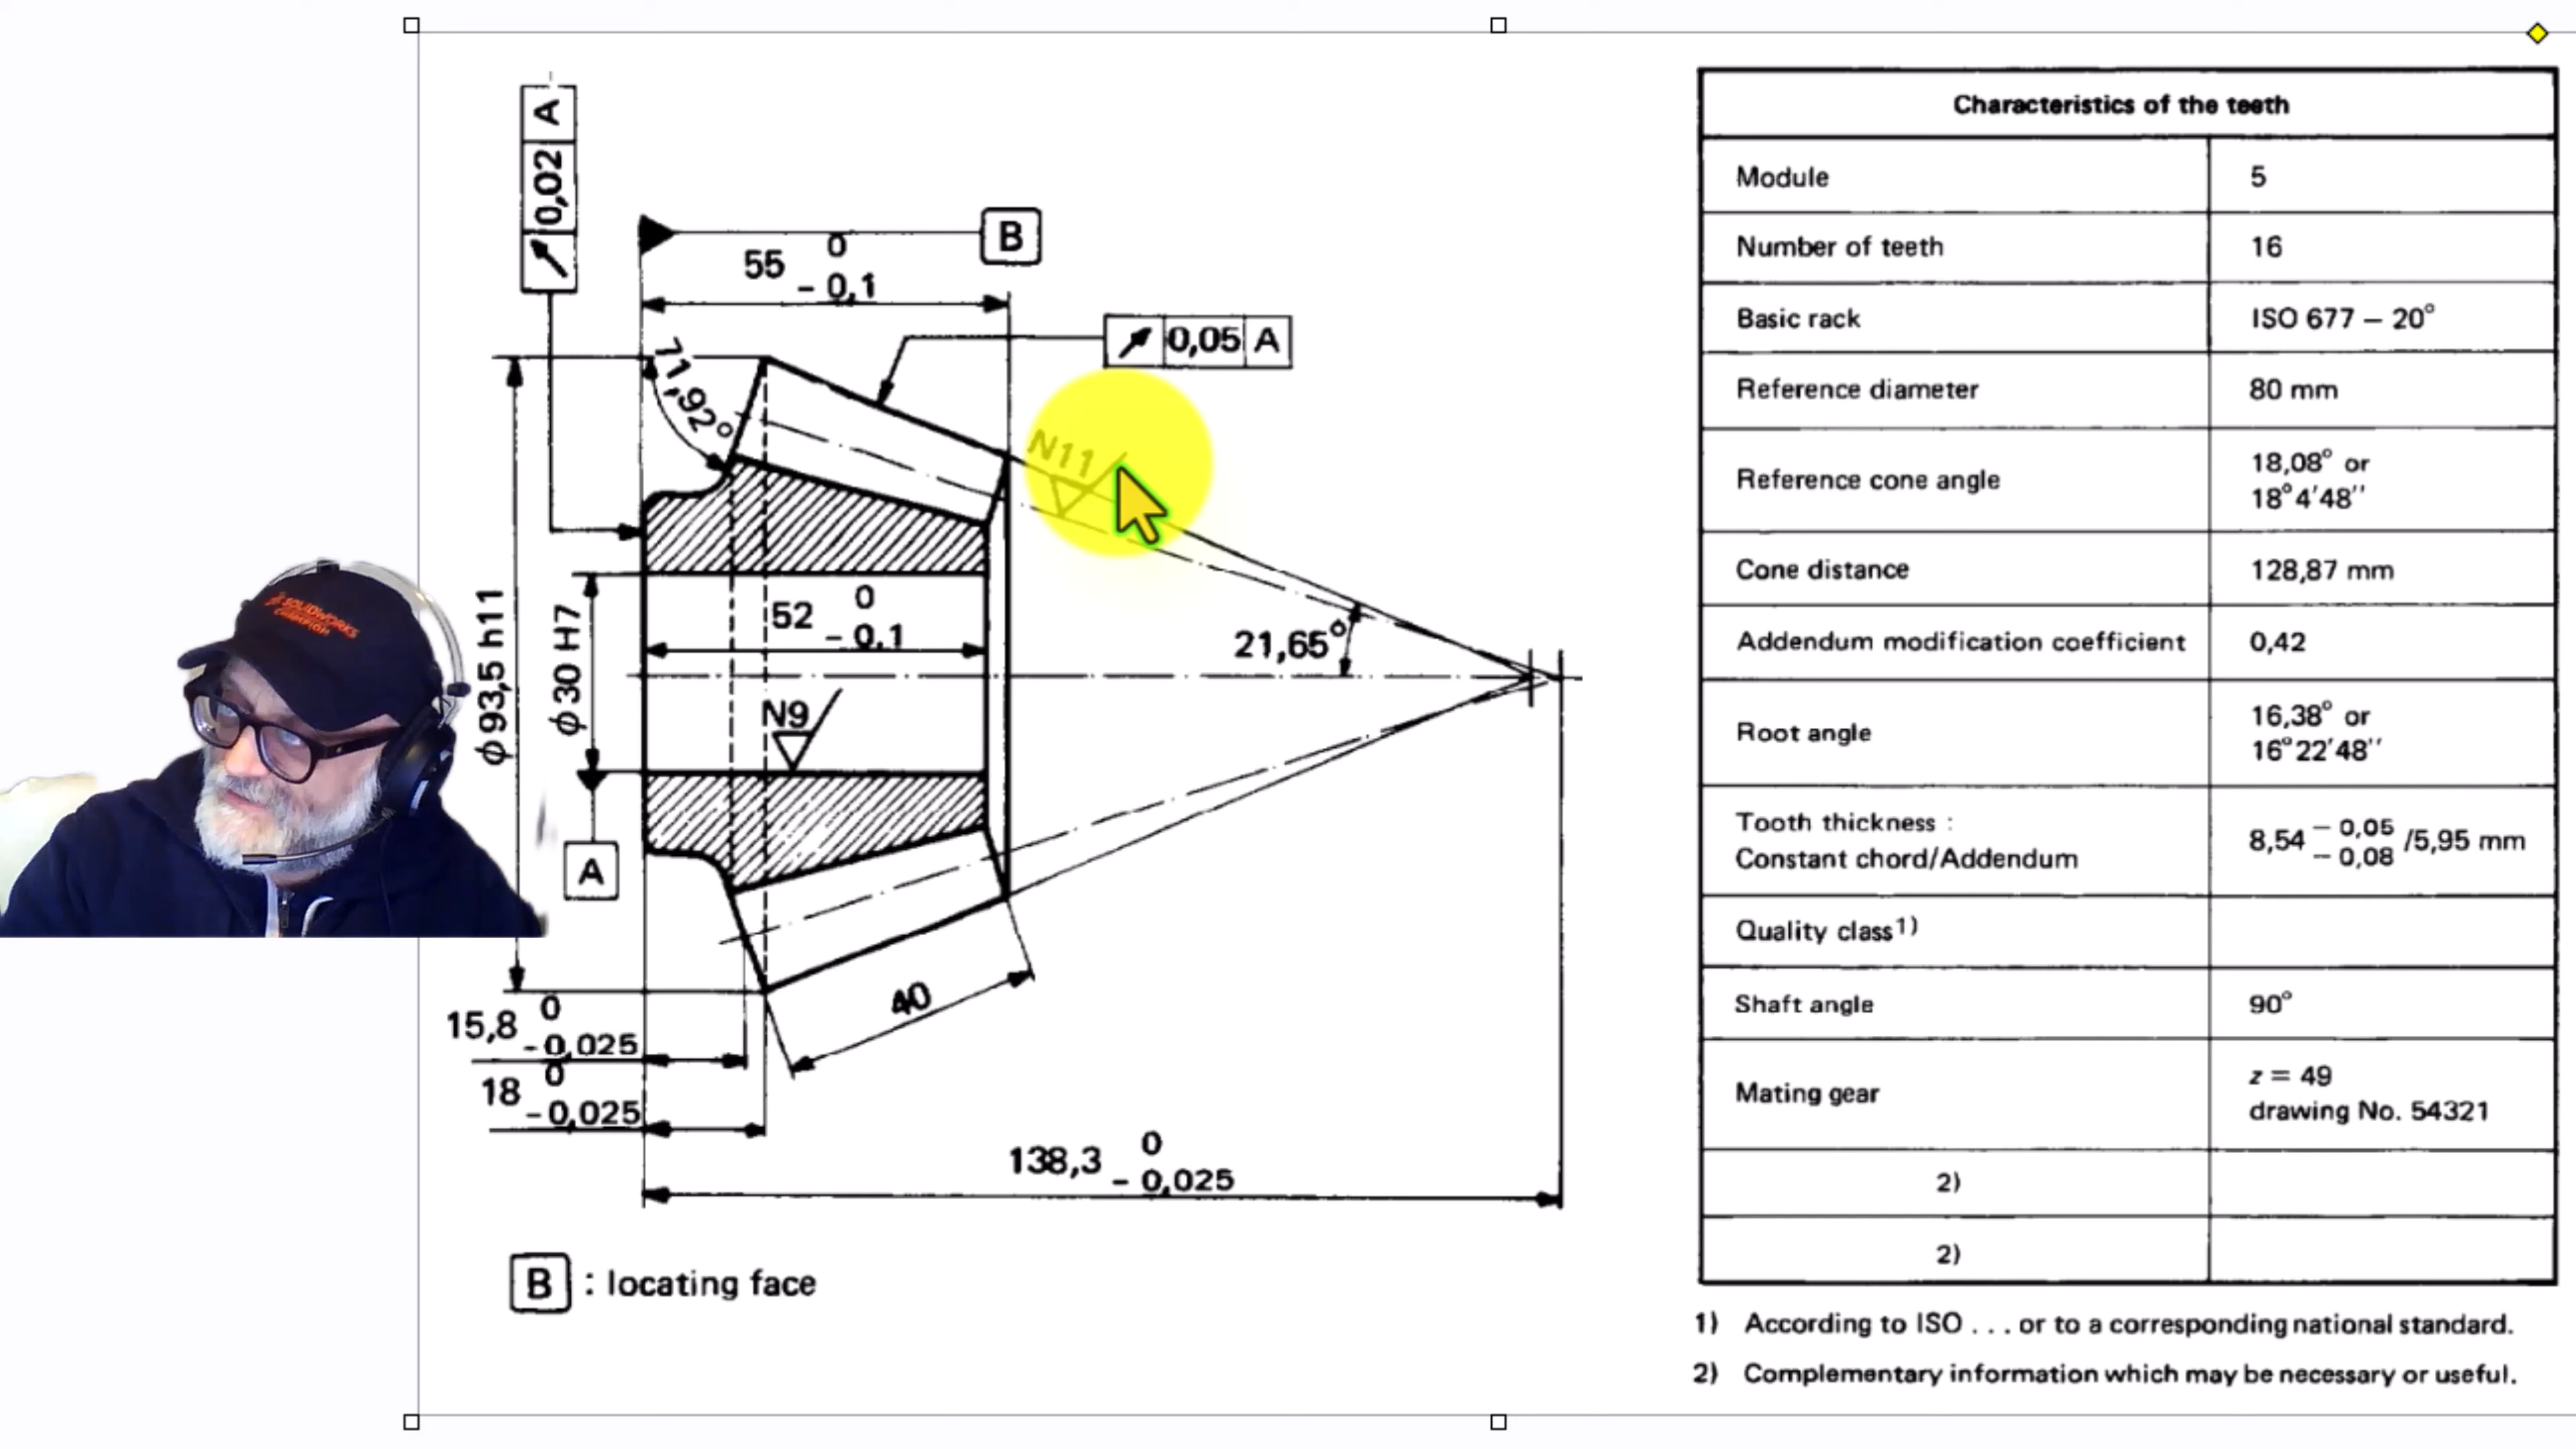 0,02 A
B
55 0 - 0,1
0,05 A
71,92°
N11
SOLIDWORKS
CHAMPION
φ93,5 h11
φ30 H7
52 0 - 0,1
21,65°
N9
A
40
15,8 0 - 0,025
18 0 - 0,025
138,3 0 - 0,025
B : locating face
Characteristics of the teeth
Module 5
Number of teeth 16
Basic rack ISO 677 – 20°
Reference diameter 80 mm
Reference cone angle 18,08° or
18°4′48′′
Cone distance 128,87 mm
Addendum modification coefficient 0,42
Root angle 16,38° or
16°22′48′′
Tooth thickness :
Constant chord/Addendum 8,54 – 0,05 – 0,08 /5,95 mm
Quality class1)
Shaft angle 90°
Mating gear z = 49
drawing No. 54321
2)
2)
1) According to ISO . . . or to a corresponding national standard.
2) Complementary information which may be necessary or useful.